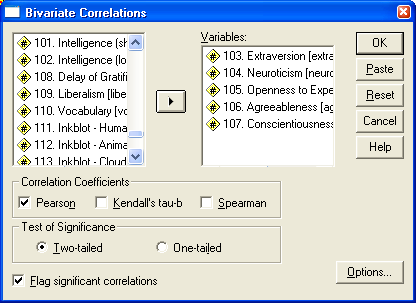 Bivariate Correlations
101. Intelligence (sh
102. Intelligence (lo
108. Delay of Gratifi
109. Liberalism [libe
110. Vocabulary [vo
111. Inkblot - Huma
112. Inkblot - Anima
113. Inkblot - Cloud
Variables:
103. Extraversion [extra
104. Neuroticism [neuro
105. Openness to Expe
106. Agreeableness [ag
107. Conscientiousness
OK
Paste
Reset
Cancel
Help
Correlation Coefficients
Pearson Kendall's tau-b Spearman
Test of Significance
Two-tailed One-tailed
Flag significant correlations
Options...